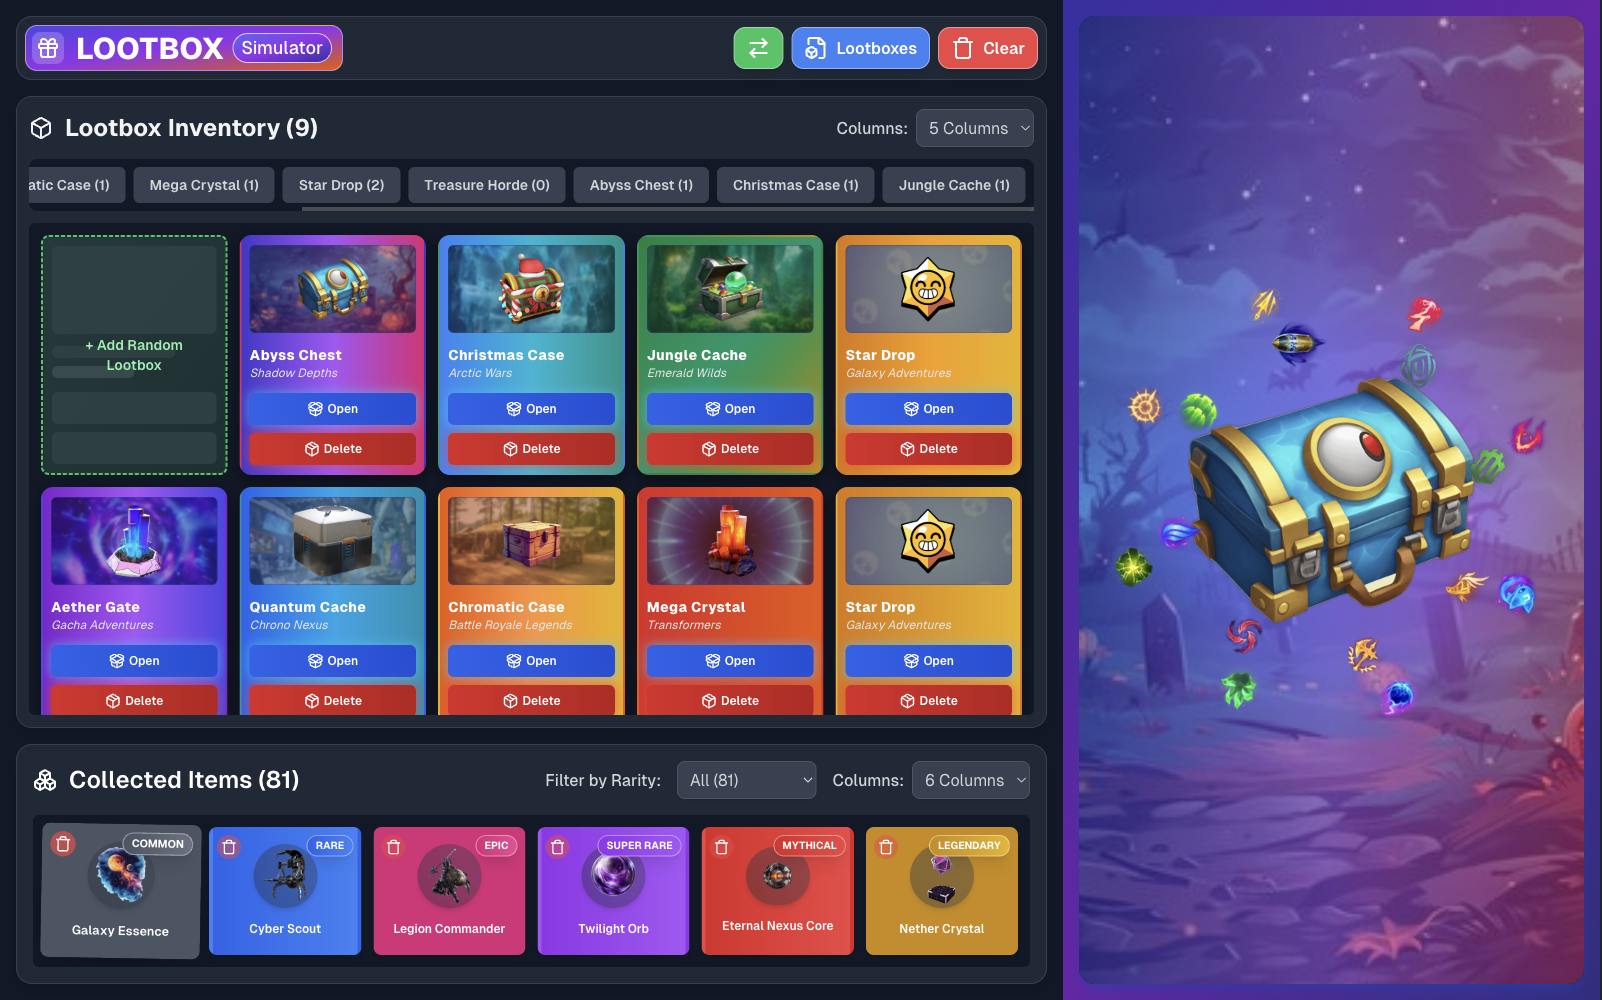 LOOTBOX Simulator
Lootboxes
Clear
Lootbox Inventory (9)
Columns: 5 Columns
atic Case (1)
Mega Crystal (1)
Star Drop (2)
Treasure Horde (0)
Abyss Chest (1)
Christmas Case (1)
Jungle Cache (1)
+ Add Random
Lootbox
Abyss Chest
Shadow Depths
Open
Delete
Christmas Case
Arctic Wars
Open
Delete
Jungle Cache
Emerald Wilds
Open
Delete
Star Drop
Galaxy Adventures
Open
Delete
Aether Gate
Gacha Adventures
Open
Delete
Quantum Cache
Chrono Nexus
Open
Delete
Chromatic Case
Battle Royale Legends
Open
Delete
Mega Crystal
Transformers
Open
Delete
Star Drop
Galaxy Adventures
Open
Delete
Collected Items (81)
Filter by Rarity: All (81)
Columns: 6 Columns
COMMON
Galaxy Essence
RARE
Cyber Scout
EPIC
Legion Commander
SUPER RARE
Twilight Orb
MYTHICAL
Eternal Nexus Core
LEGENDARY
Nether Crystal